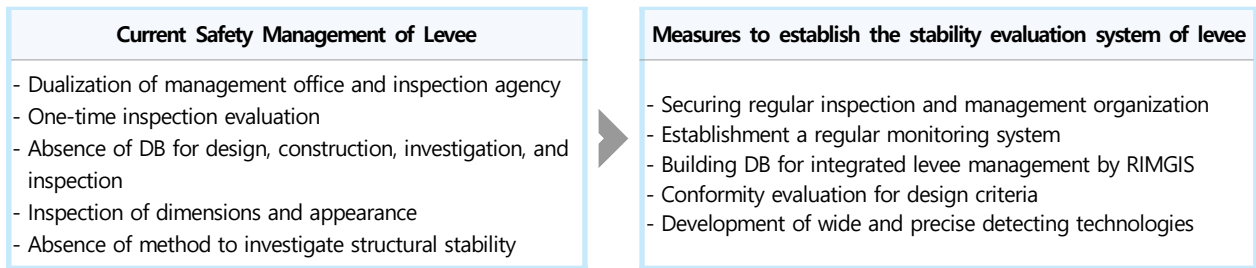 Current Safety Management of Levee
- Dualization of management office and inspection agency
- One-time inspection evaluation
- Absence of DB for design, construction, investigation, and
inspection
- Inspection of dimensions and appearance
- Absence of method to investigate structural stability
Measures to establish the stability evaluation system of levee
- Securing regular inspection and management organization
- Establishment a regular monitoring system
- Building DB for integrated levee management by RIMGIS
- Conformity evaluation for design criteria
- Development of wide and precise detecting technologies